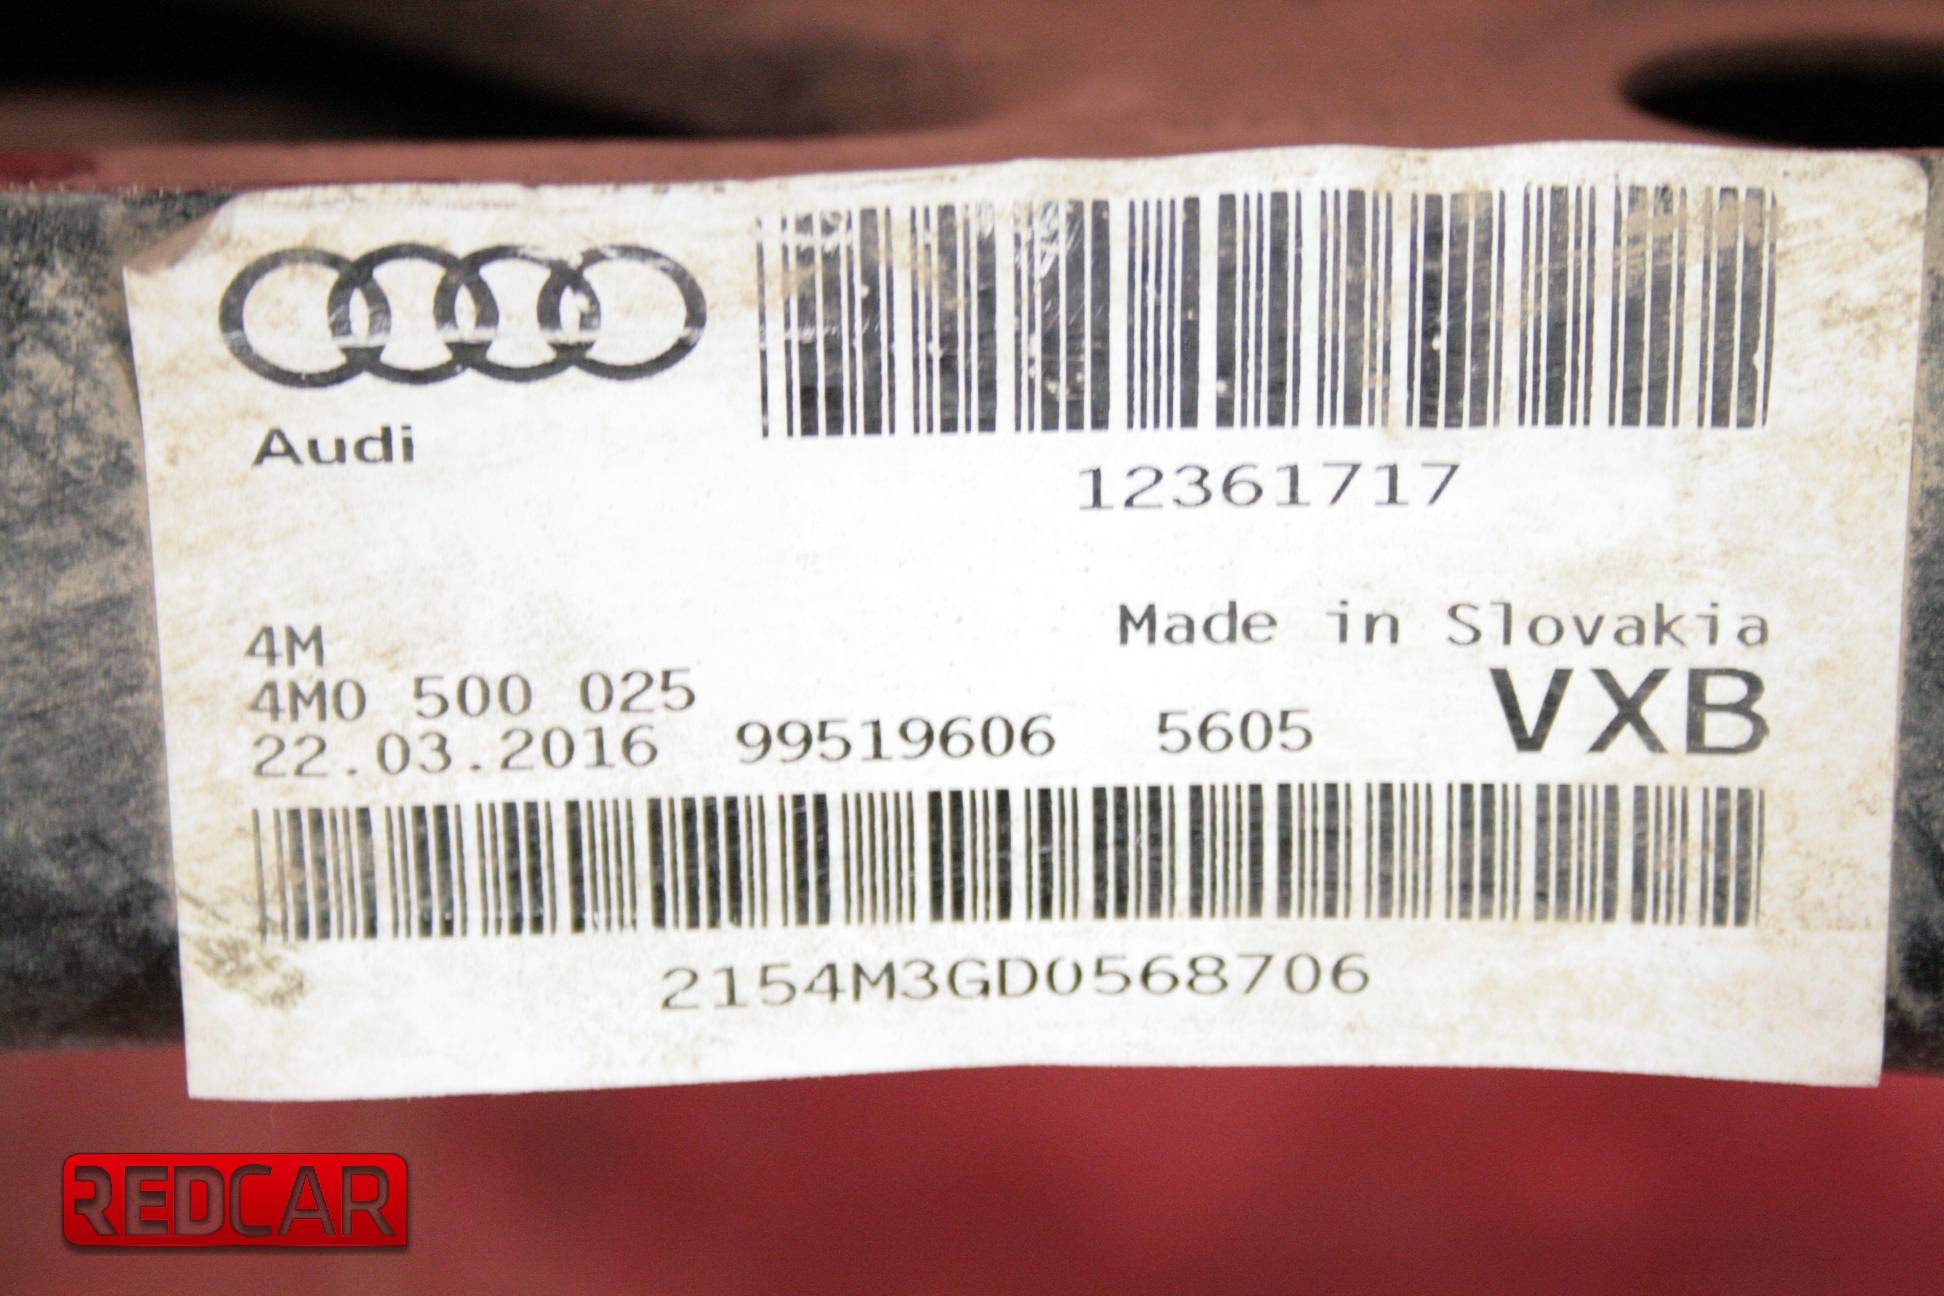 Audi
12361717
4M
Made in Slovakia
4M0 500 025
22.03.2016 99519606 5605 VXB
2154M3GD0568706
REDCAR